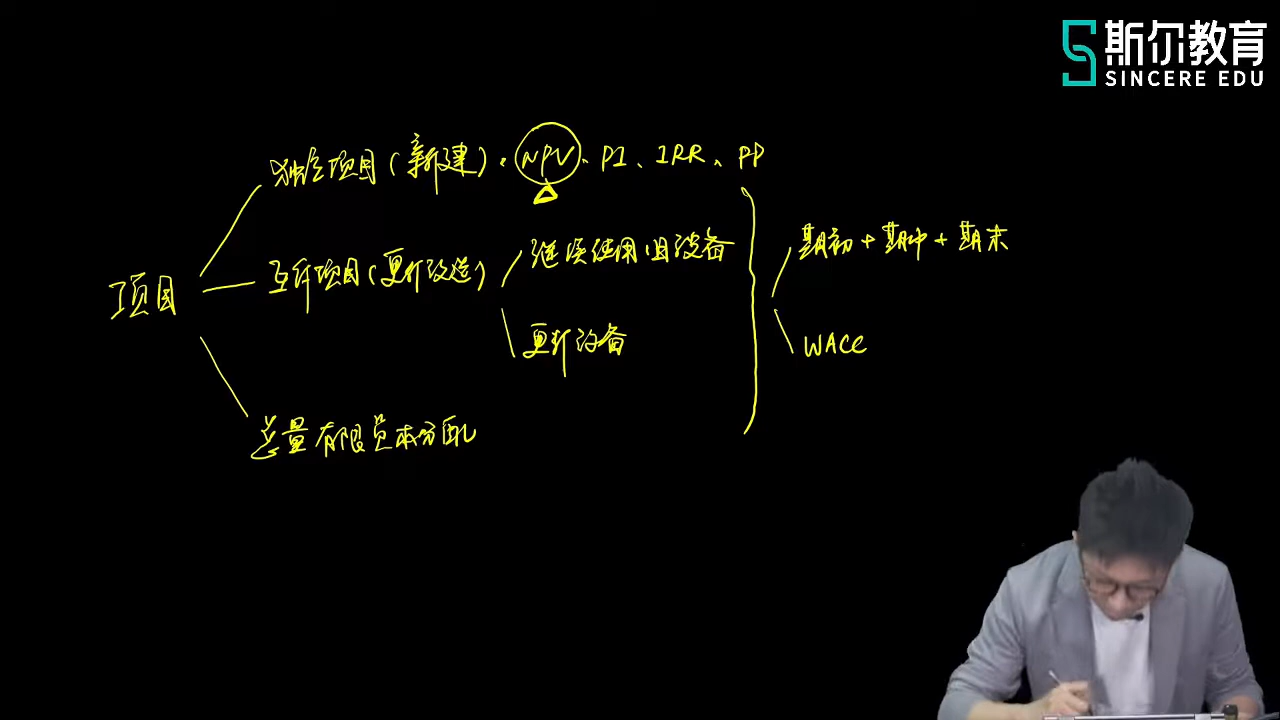 斯尔教育
SINCERE EDU
独立项目(新建)、NPV、PI、IRR、PP
继续使用旧设备
期初+期中+期末
互斥项目(更新改造)
项目
更新设备
WACC
总量有限资本分配